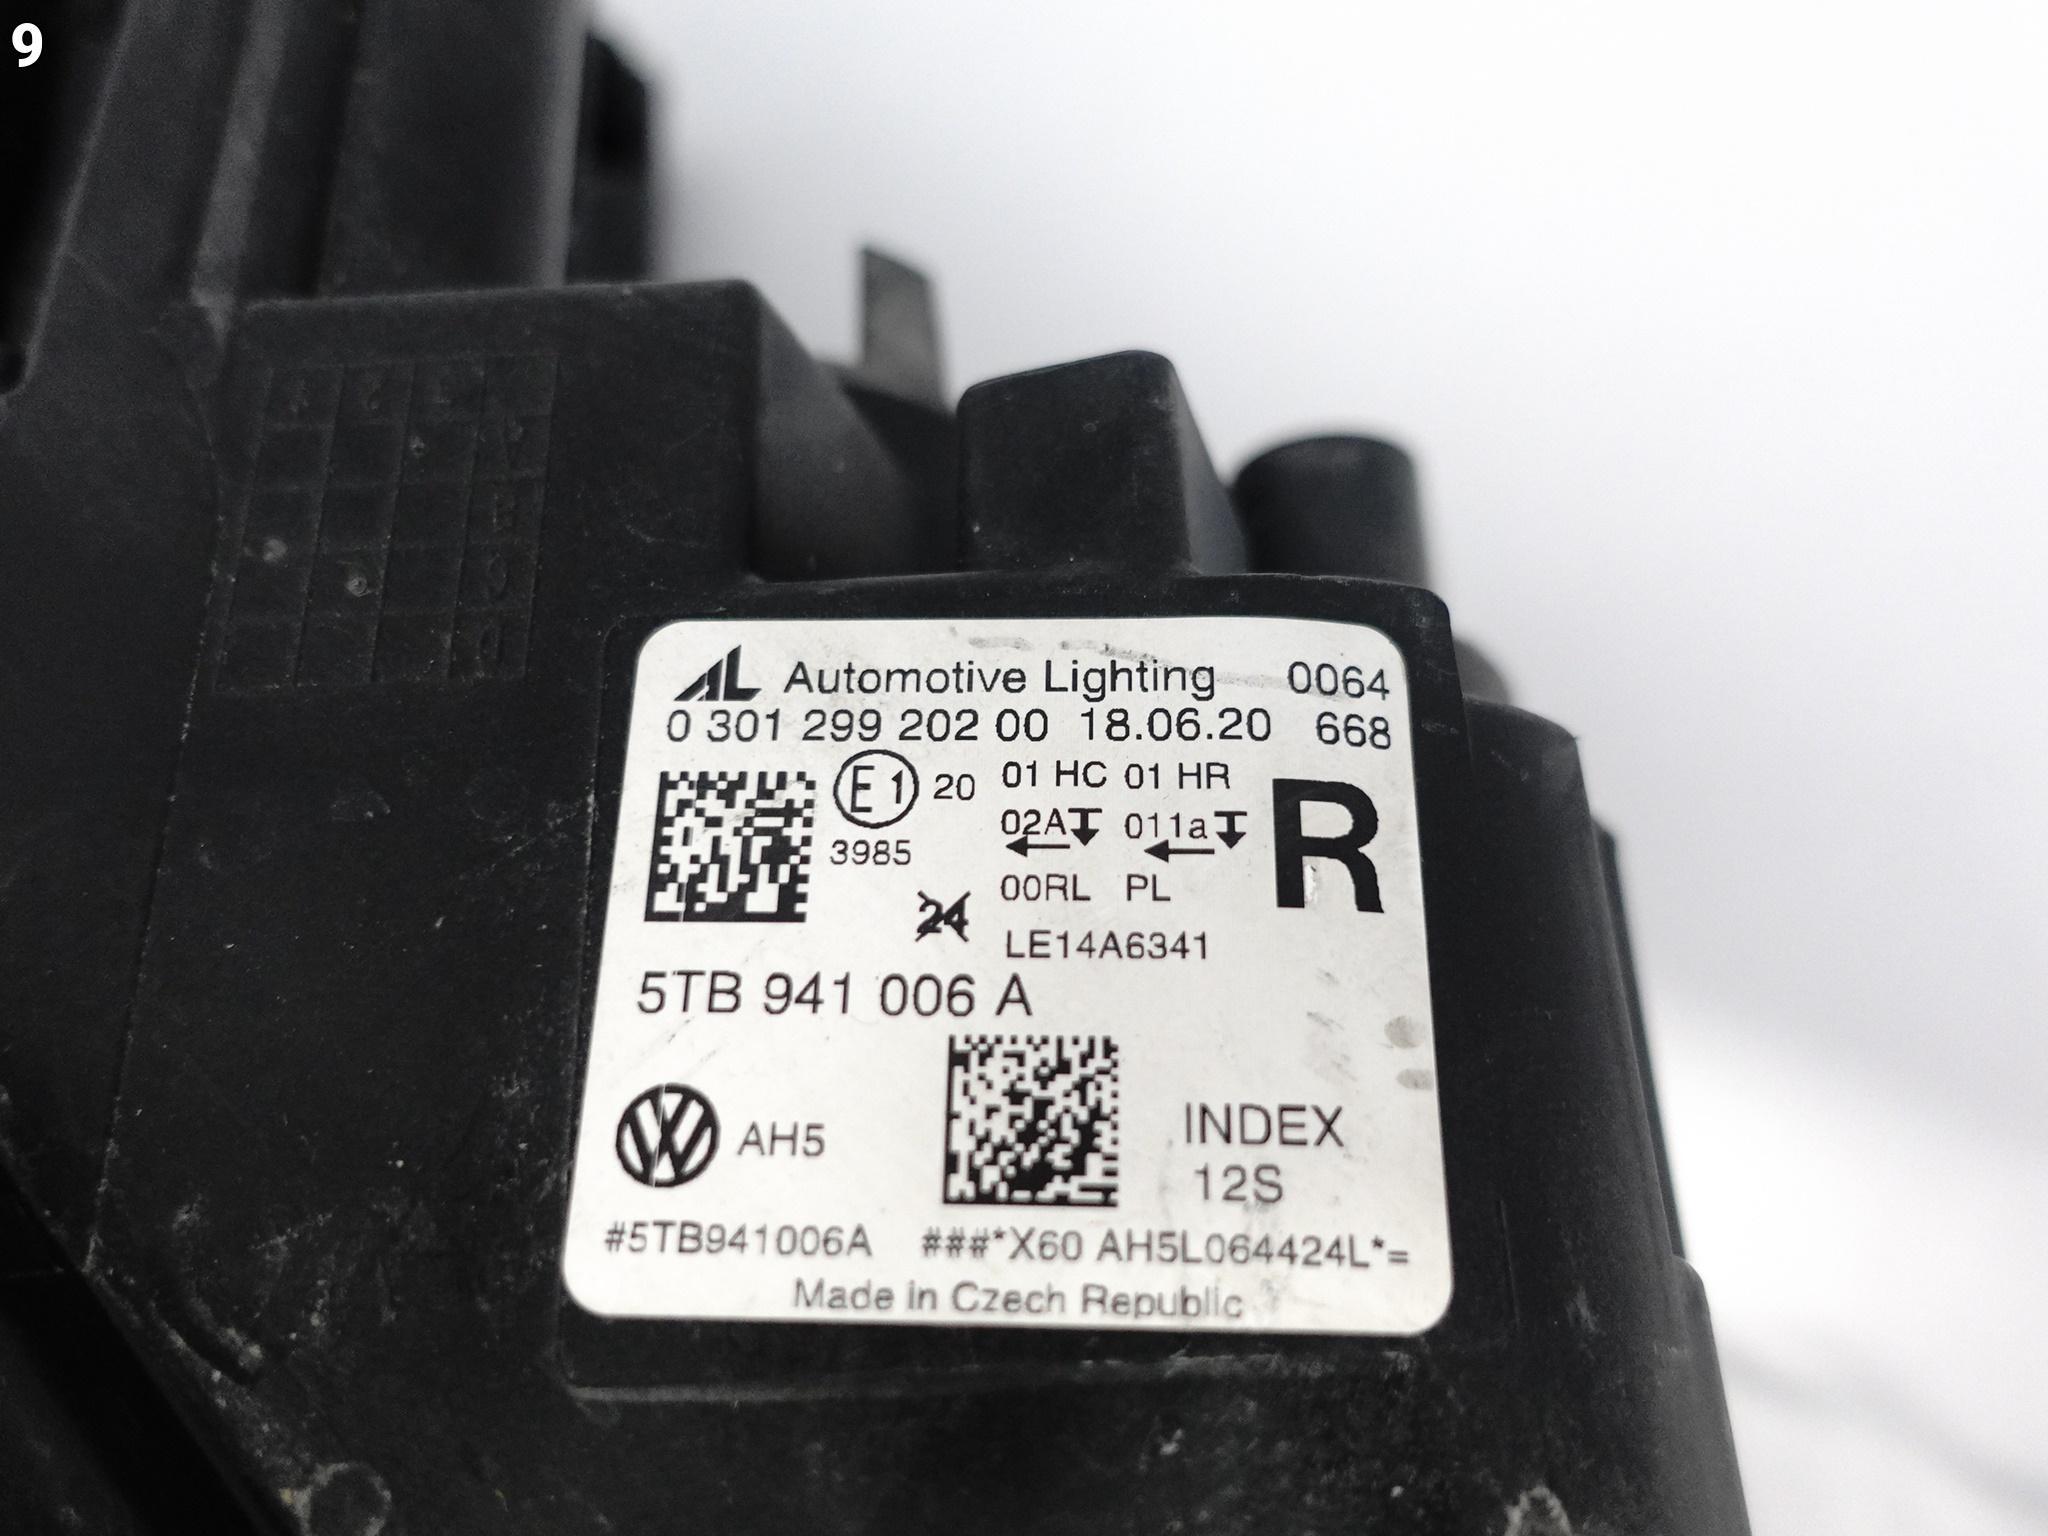 9
AL Automotive Lighting 0064
0 301 299 202 00 18.06.20 668
E1 20 01 HC 01 HR R
02A 011a
3985
00RL PL
24
LE14A6341
5TB 941 006 A
VW AH5 INDEX
12S
#5TB941006A ###*X60 AH5L064424L*=
Made in Czech Republic